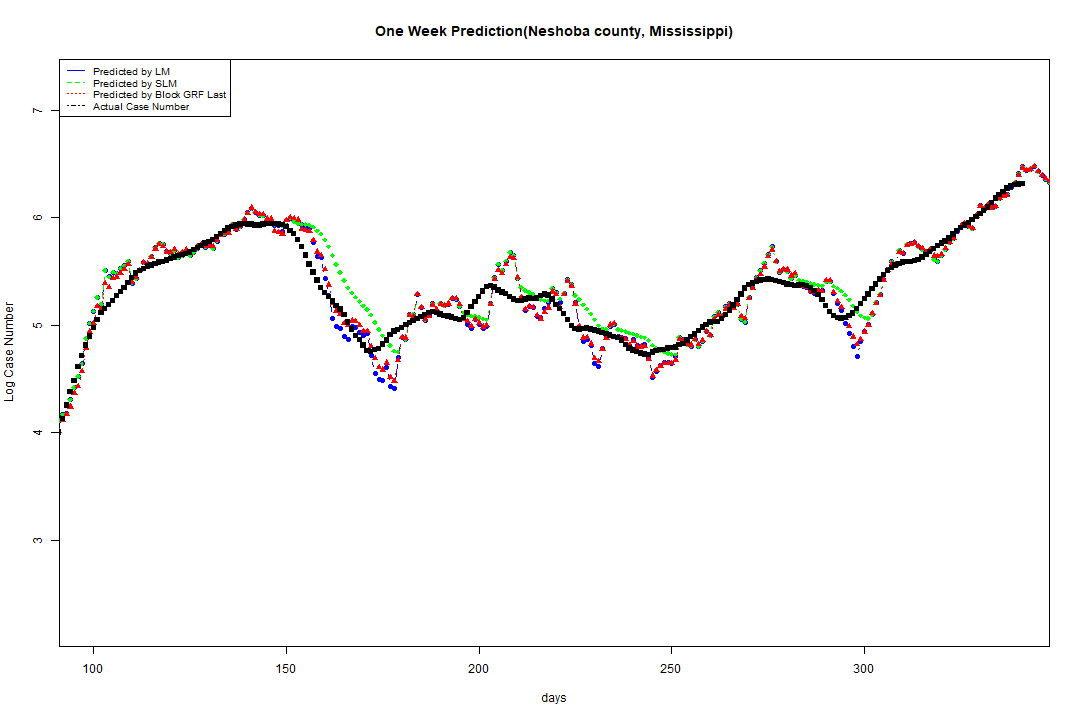 One Week Prediction(Neshoba county, Mississippi)
Predicted by LM
Predicted by SLM
Predicted by Block GRF Last
Actual Case Number
7
6
5
4
3
Log Case Number
100 150 200 250 300
days